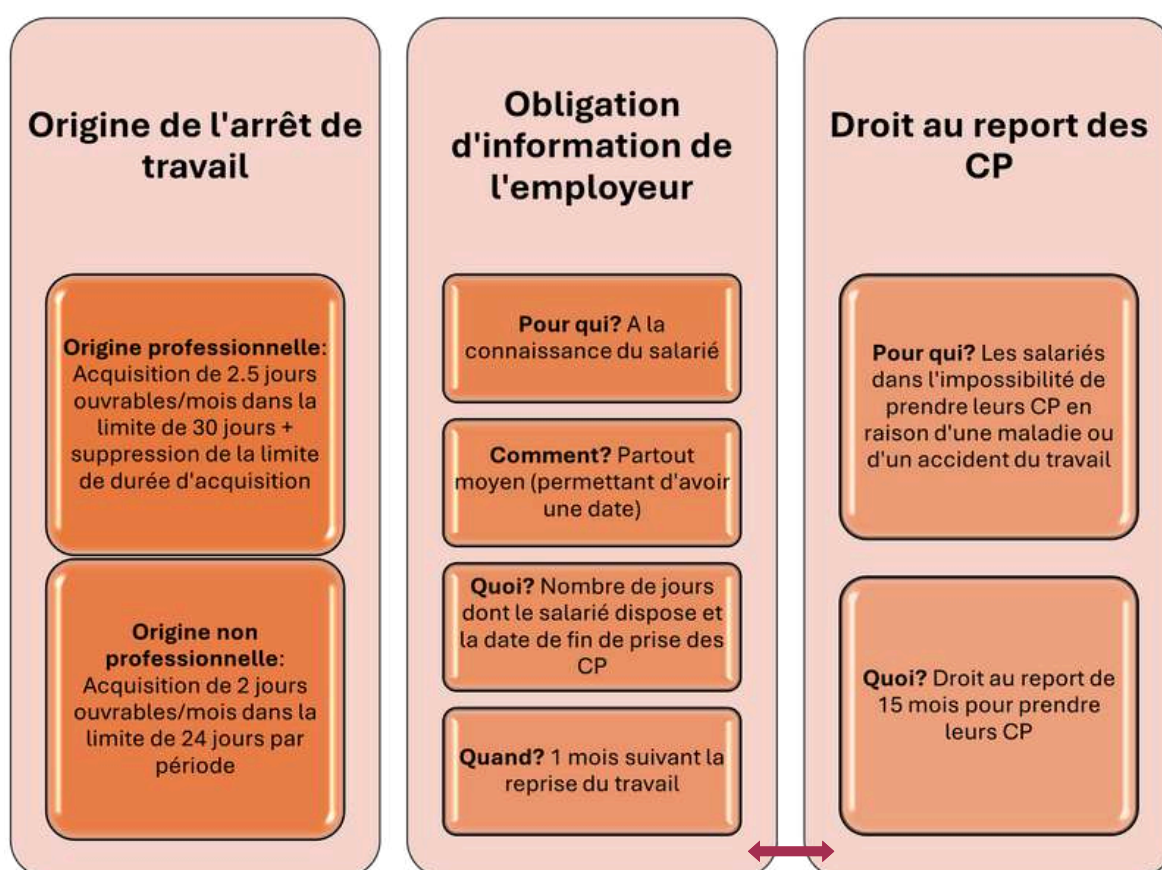 Origine de l'arrêt de
travail
Origine professionnelle:
Acquisition de 2.5 jours
ouvrables/mois dans la
limite de 30 jours +
suppression de la limite
de durée d'acquisition
Origine non
professionnelle:
Acquisition de 2 jours
ouvrables/mois dans la
limite de 24 jours par
période
Obligation
d'information de
l'employeur
Pour qui? A la
connaissance du salarié
Comment? Partout
moyen (permettant d'avoir
une date)
Quoi? Nombre de jours
dont le salarié dispose et
la date de fin de prise des
CP
Quand? 1 mois suivant la
reprise du travail
Droit au report des
CP
Pour qui? Les salariés
dans l'impossibilité de
prendre leurs CP en
raison d'une maladie ou
d'un accident du travail
Quoi? Droit au report de
15 mois pour prendre
leurs CP